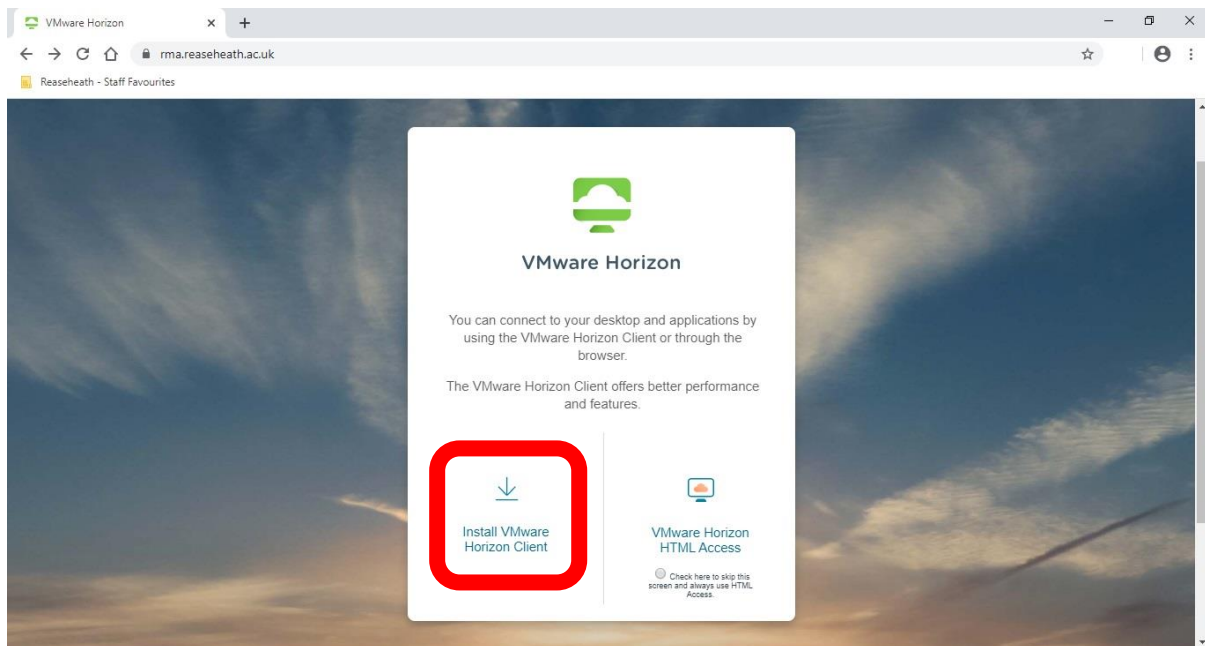 VMware Horizon
rma.reaseheath.ac.uk
Reaseheath - Staff Favourites
VMware Horizon
You can connect to your desktop and applications by
using the VMware Horizon Client or through the
browser.
The VMware Horizon Client offers better performance
and features.
Install VMware
Horizon Client
VMware Horizon
HTML Access
Check here to skip this
screen and always use HTML
Access.